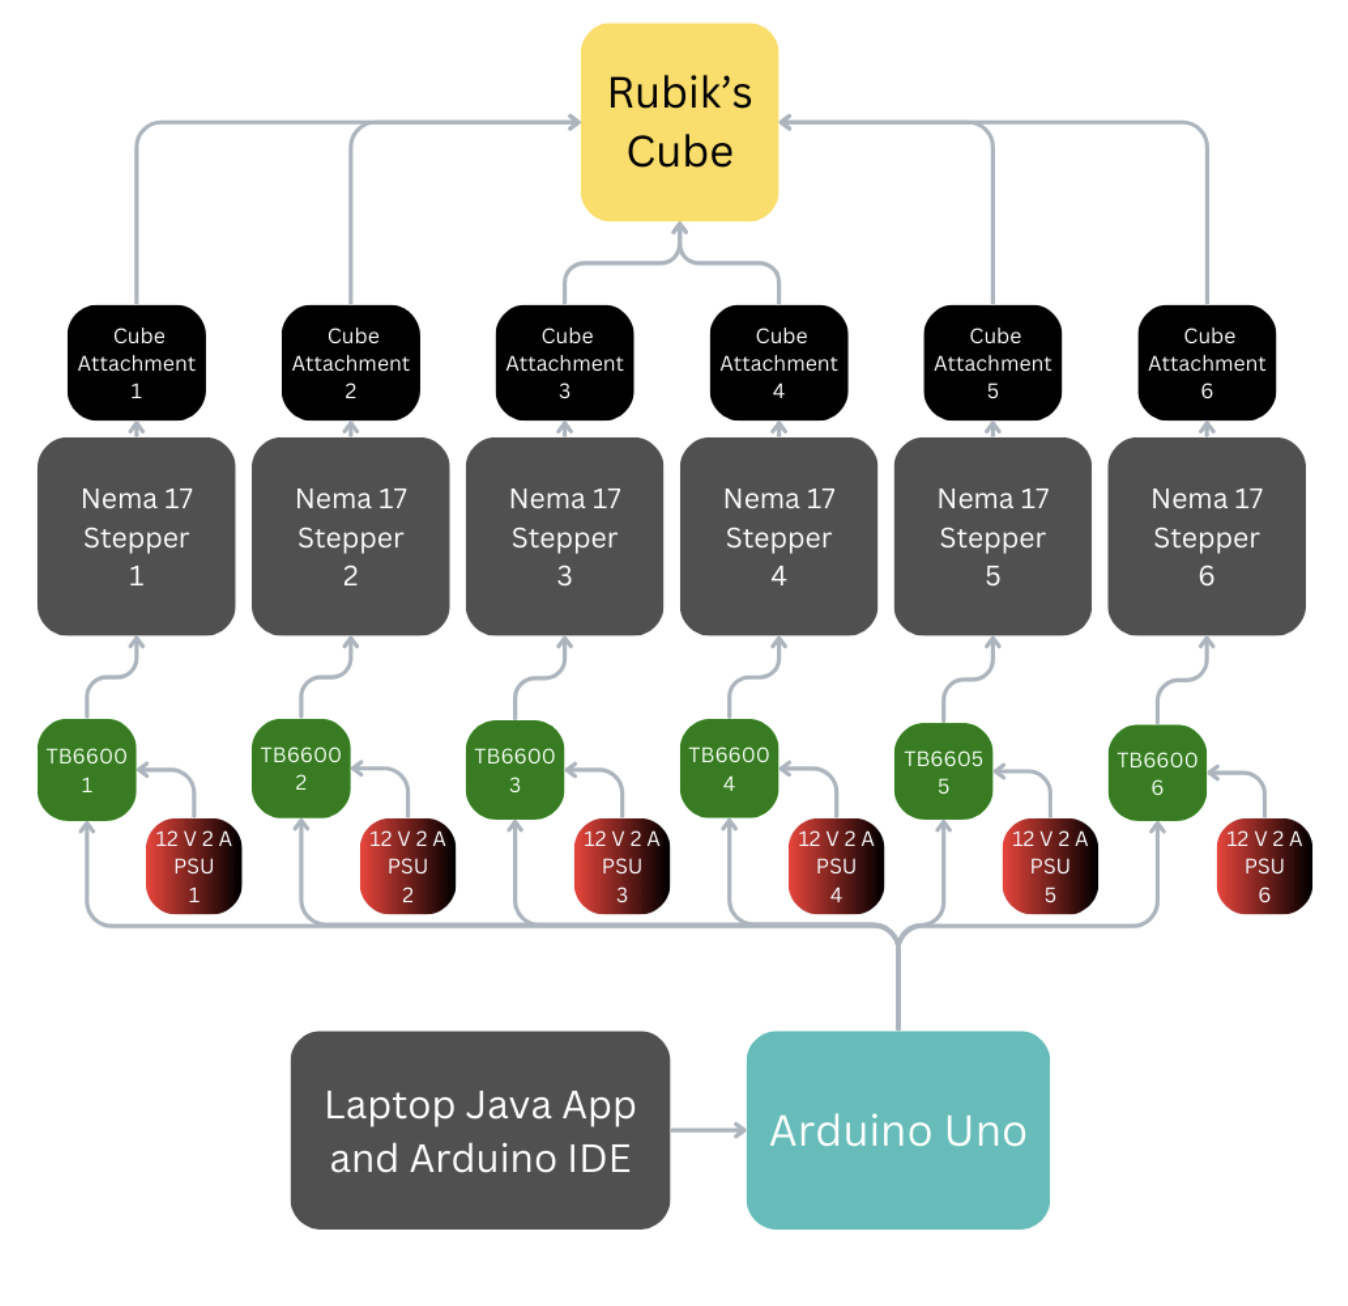 Rubik’s
Cube
Cube
Attachment
1
Cube
Attachment
2
Cube
Attachment
3
Cube
Attachment
4
Cube
Attachment
5
Cube
Attachment
6
Nema 17
Stepper
1
Nema 17
Stepper
2
Nema 17
Stepper
3
Nema 17
Stepper
4
Nema 17
Stepper
5
Nema 17
Stepper
6
TB6600
1
TB6600
2
TB6600
3
TB6600
4
TB6605
5
TB6600
6
12 V 2 A
PSU
1
12 V 2 A
PSU
2
12 V 2 A
PSU
3
12 V 2 A
PSU
4
12 V 2 A
PSU
5
12 V 2 A
PSU
6
Laptop Java App
and Arduino IDE
Arduino Uno